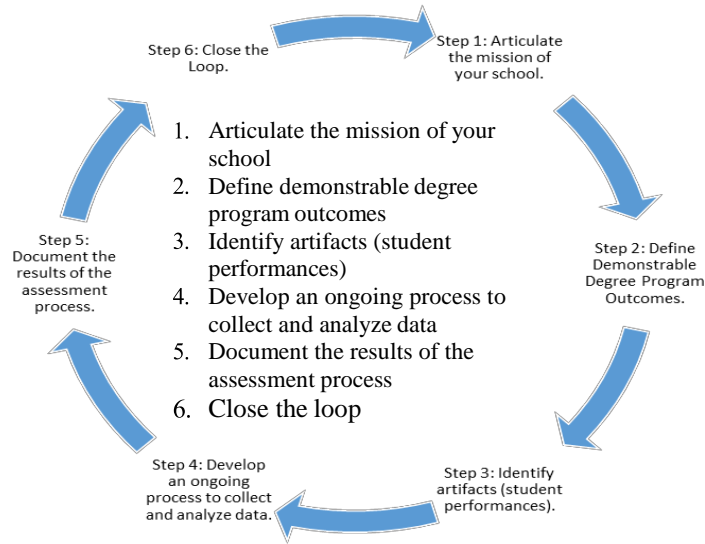 Step 6: Close the
Loop.
Step 1: Articulate
the mission of
your school.
1. Articulate the mission of your
school
2. Define demonstrable degree
program outcomes
3. Identify artifacts (student
performances)
4. Develop an ongoing process to
collect and analyze data
5. Document the results of the
assessment process
6. Close the loop
Step 5:
Document the
results of the
assessment
process.
Step 2: Define
Demonstrable
Degree Program
Outcomes.
Step 4: Develop
an ongoing
process to collect
and analyze data.
Step 3: Identify
artifacts (student
performances).